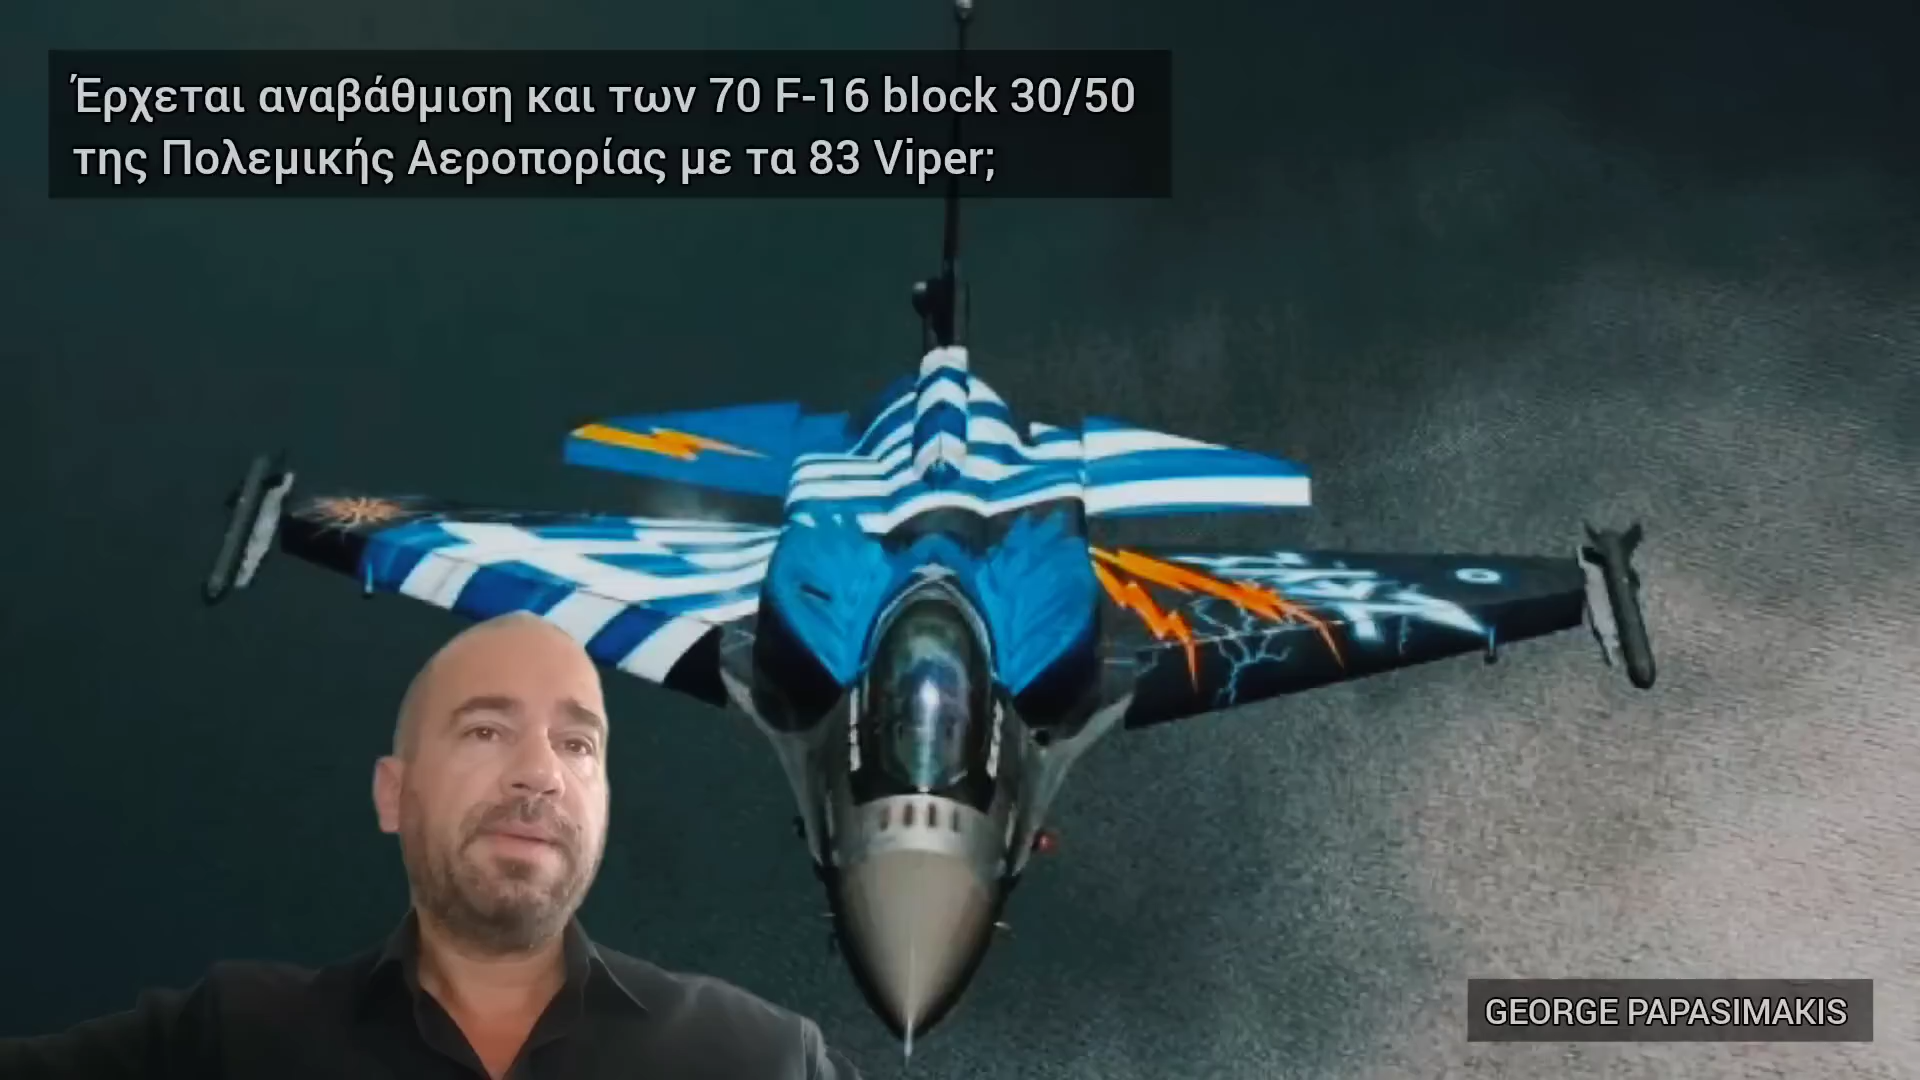 Έρχεται αναβάθμιση και των 70 F-16 block 30/50
της Πολεμικής Αεροπορίας με τα 83 Viper;
GEORGE PAPASIMAKIS